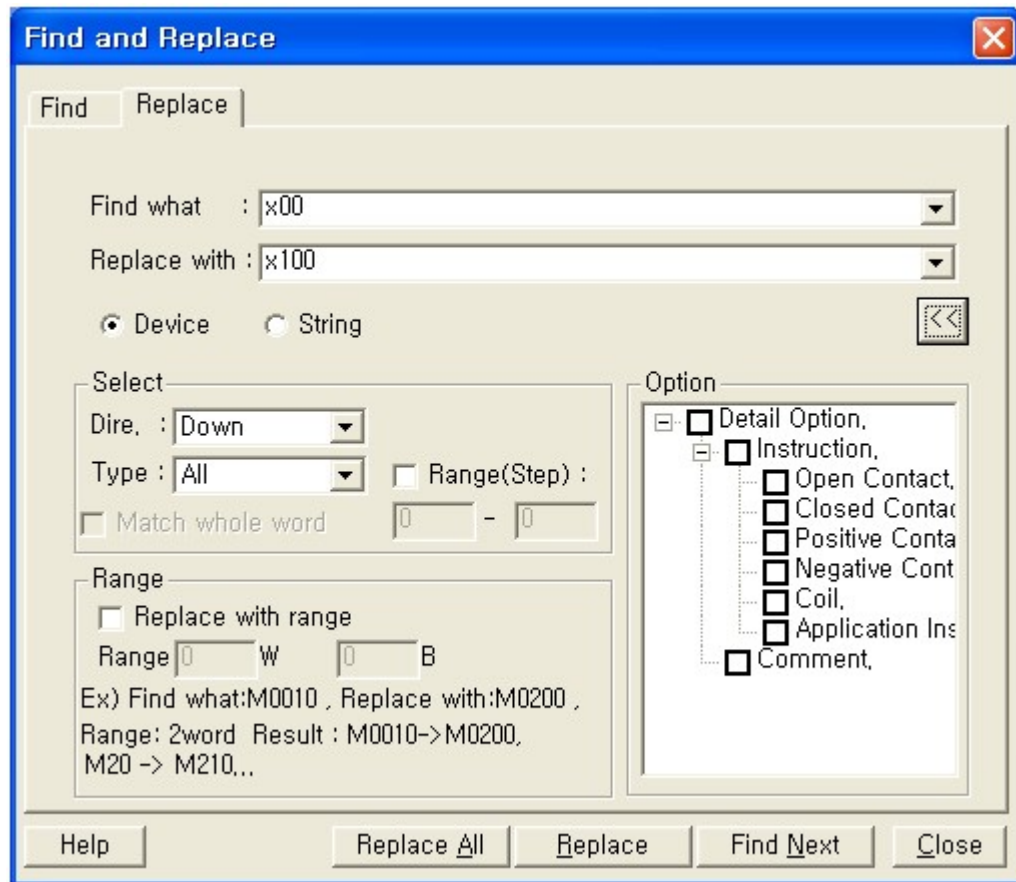 Find and Replace
Find
Replace
Find what : x00
Replace with : x100
Device
String
<<
Select
Dire. : Down
Type : All
Range(Step) :
Match whole word
0 - 0
Range
Replace with range
Range 0 W 0 B
Ex) Find what:M0010 , Replace with:M0200 ,
Range: 2word Result : M0010->M0200,
M20 -> M210...
Option
Detail Option.
Instruction.
Open Contact.
Closed Contac
Positive Conta
Negative Cont
Coil.
Application Ins
Comment.
Help
Replace All
Replace
Find Next
Close